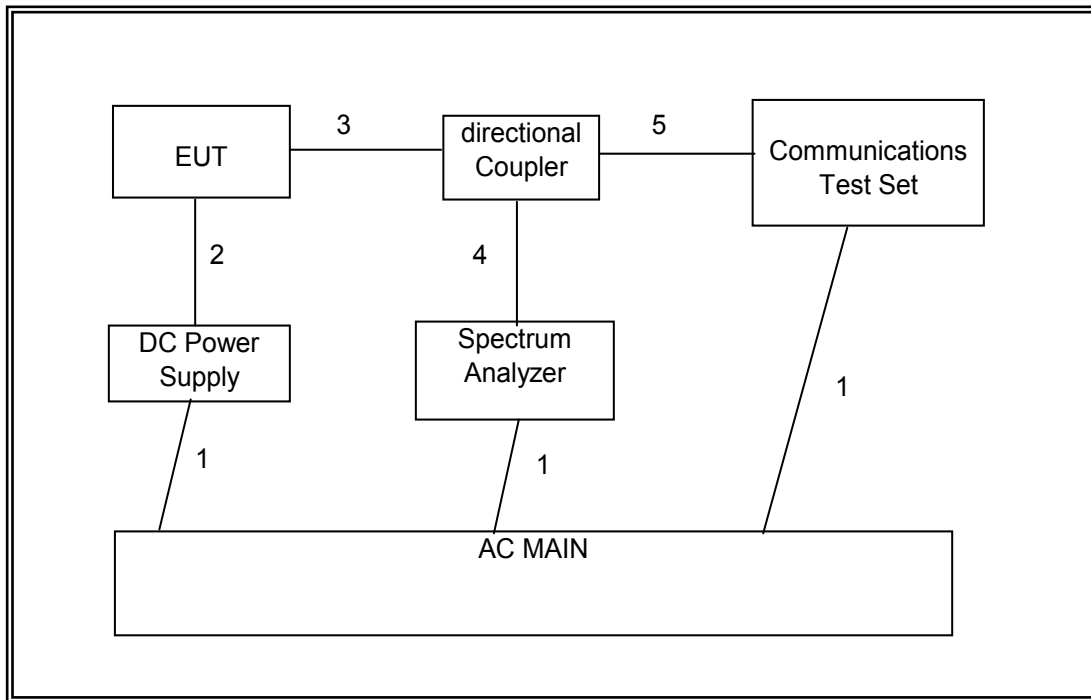 EUT
3
directional
Coupler
5
Communications
Test Set
2
4
DC Power
Supply
Spectrum
Analyzer
1
1
1
AC MAIN